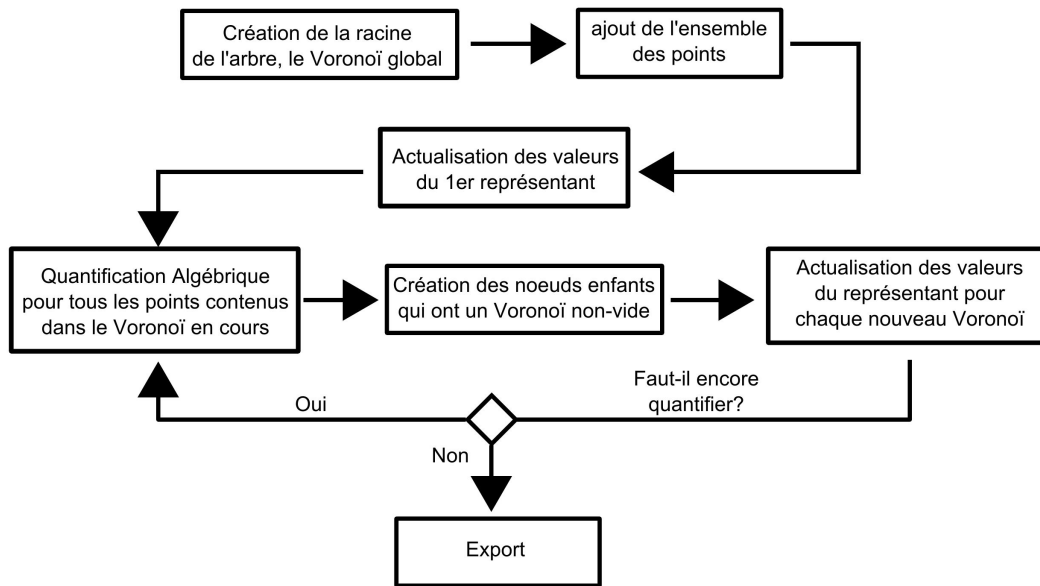 Création de la racine
de l'arbre, le Voronoï global
ajout de l'ensemble
des points
Actualisation des valeurs
du 1er représentant
Quantification Algébrique
pour tous les points contenus
dans le Voronoï en cours
Création des noeuds enfants
qui ont un Voronoï non-vide
Actualisation des valeurs
du représentant pour
chaque nouveau Voronoï
Faut-il encore
quantifier?
Oui
Non
Export